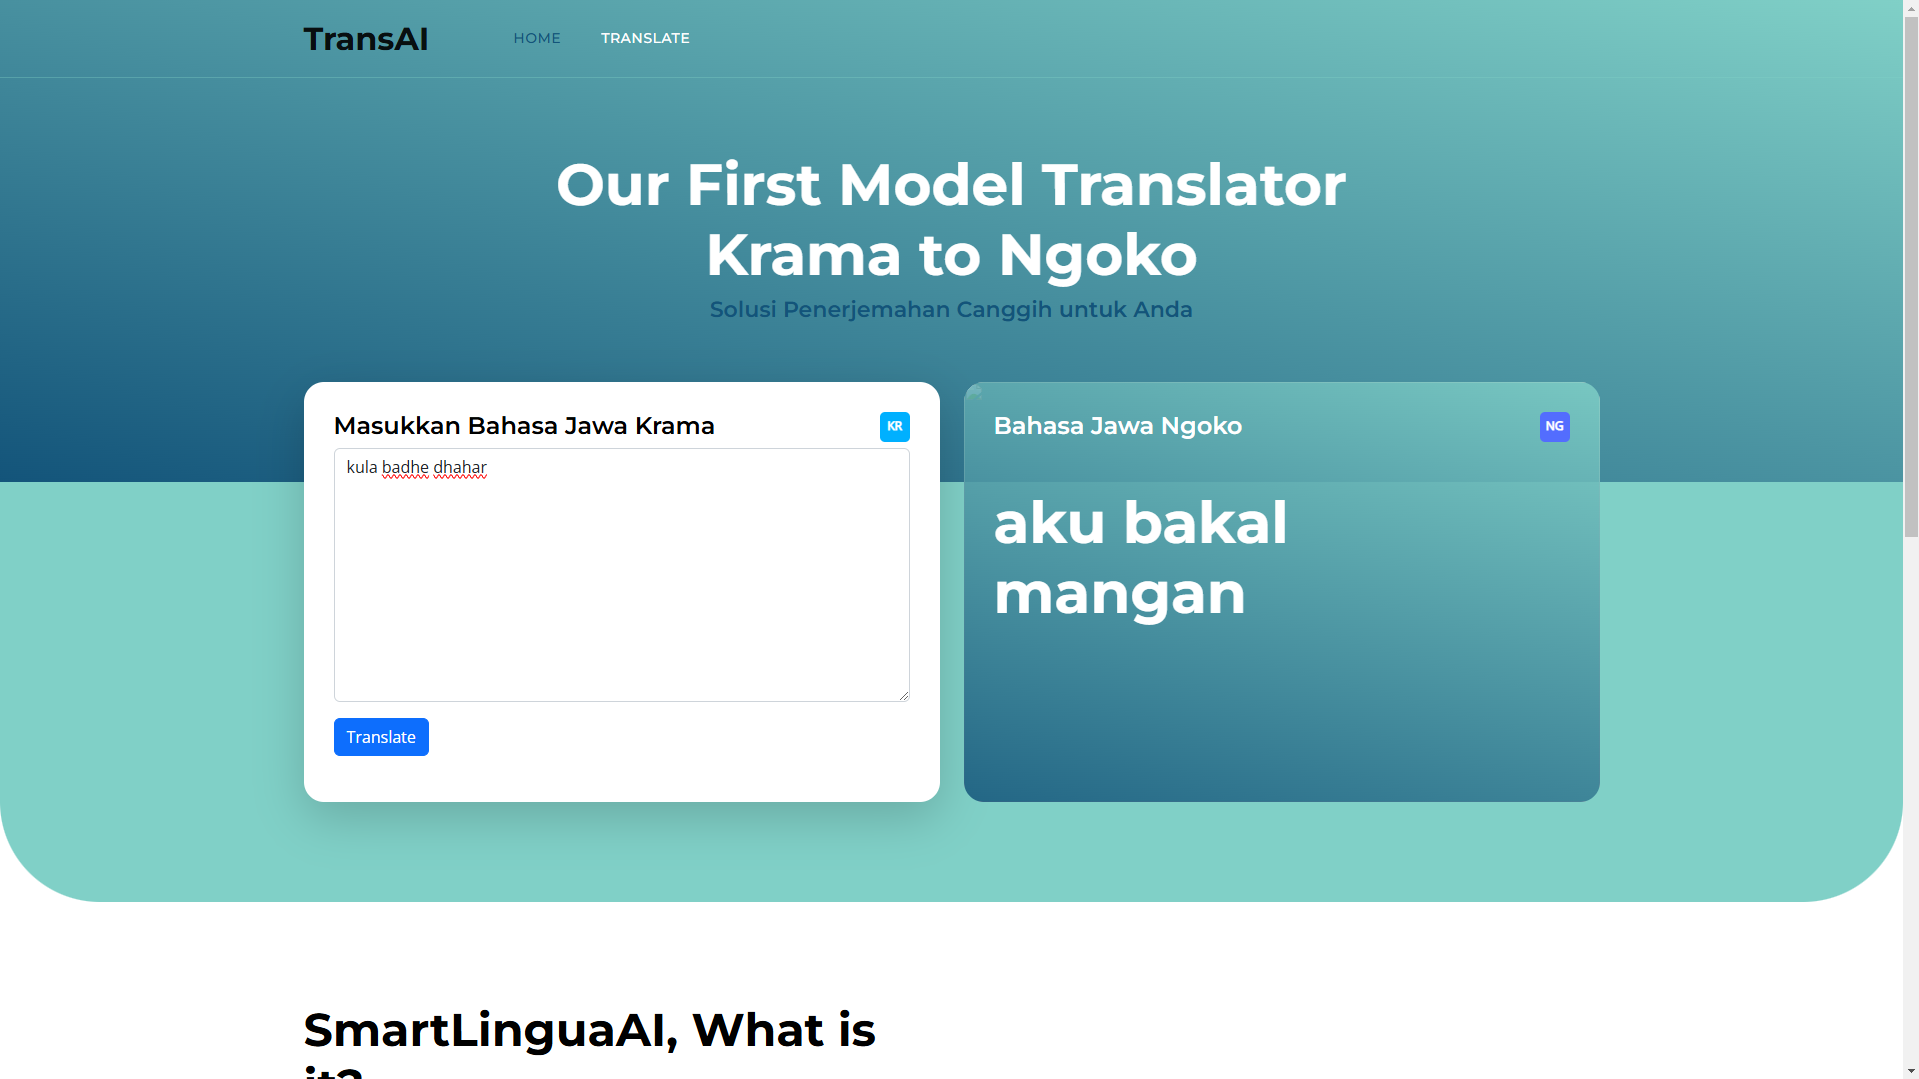 TransAI
HOME
TRANSLATE
Our First Model Translator
Krama to Ngoko
Solusi Penerjemahan Canggih untuk Anda
Masukkan Bahasa Jawa Krama
KR
kula badhe dhahar
Translate
Bahasa Jawa Ngoko
NG
aku bakal
mangan
SmartLinguaAI, What is
it?